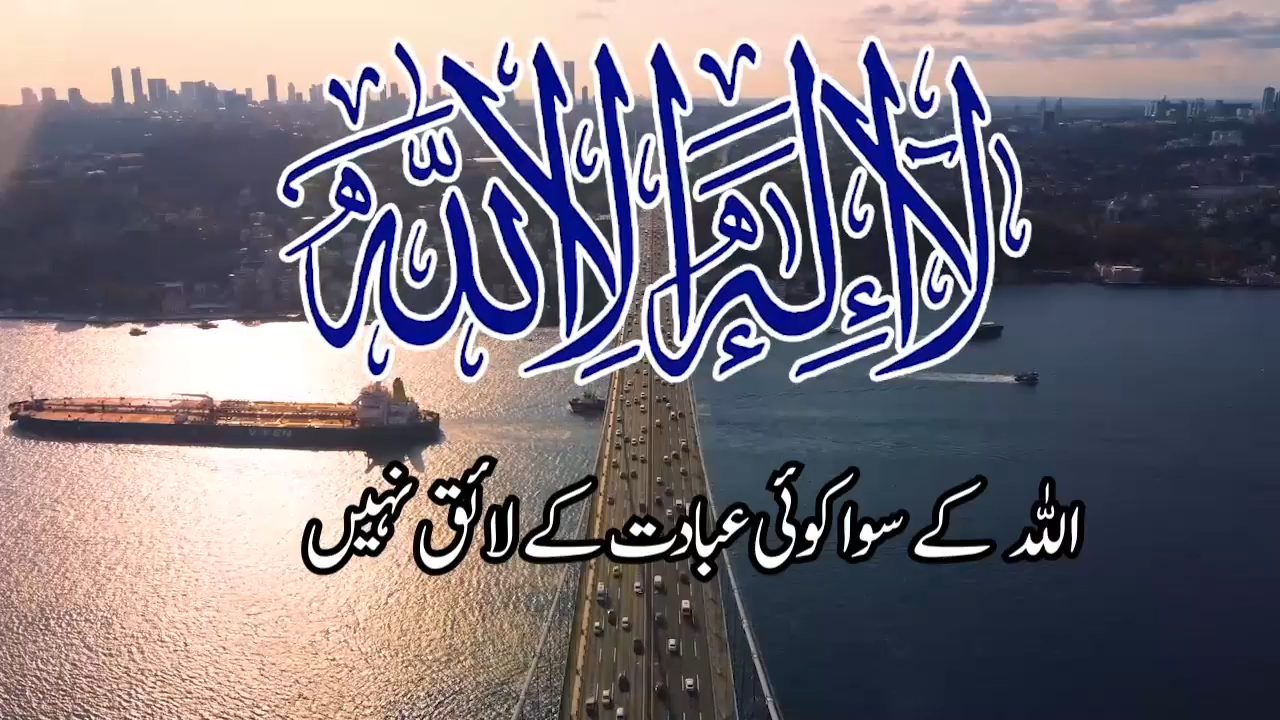 لَا إِلٰهَ إِلَّا اللّٰهُ
اللہ کے سوا کوئی عبادت کے لائق نہیں